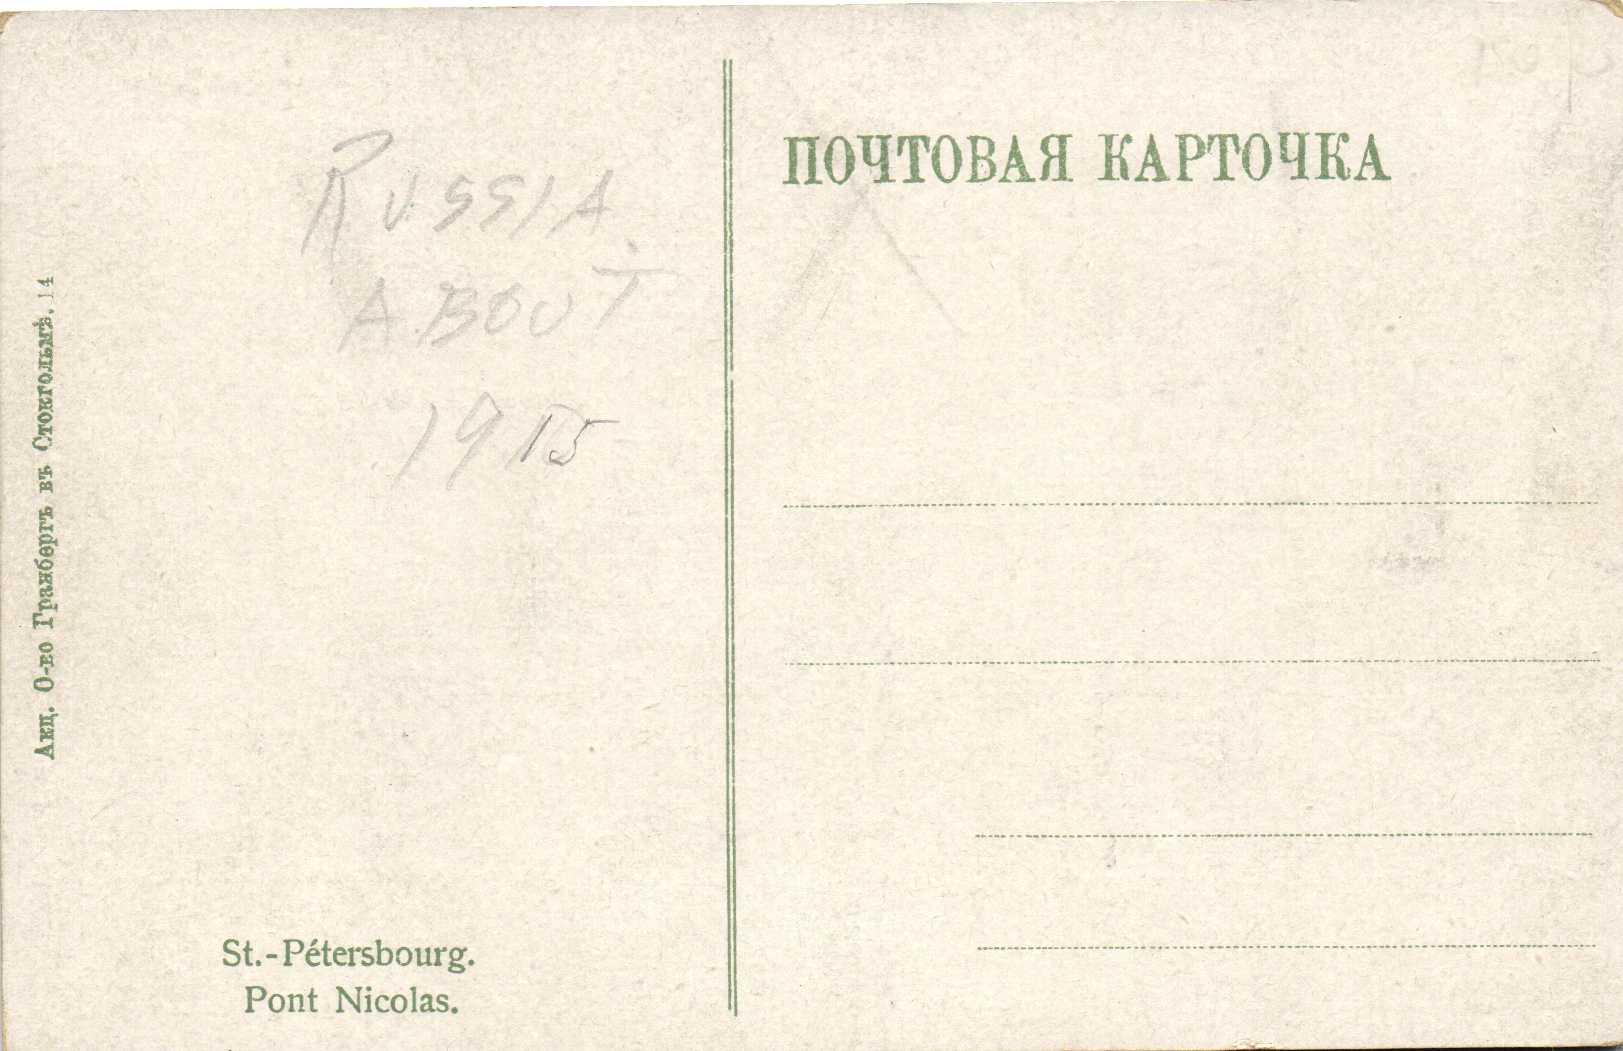 ПОЧТОВАЯ КАРТОЧКА
RUSSIA
ABOUT
1915
Акц. О-во Гранбергъ въ Стокгольмѣ. 14
St.-Pétersbourg.
Pont Nicolas.